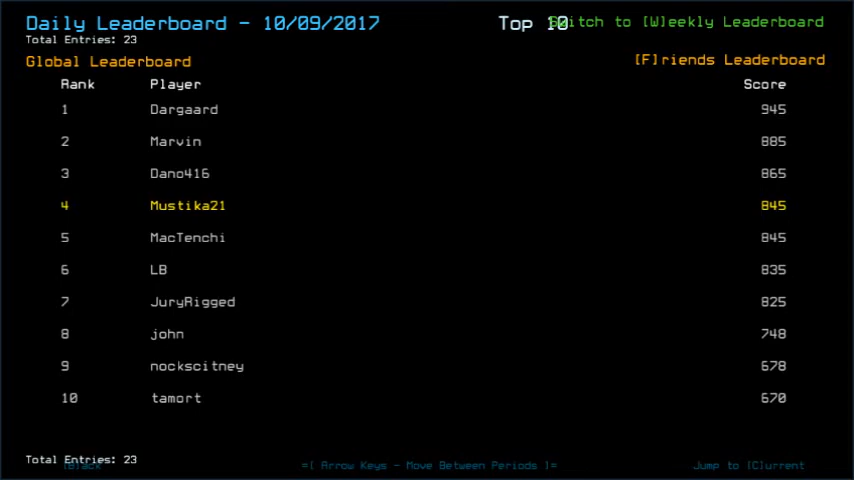 Daily Leaderboard - 10/09/2017 Top 10 Switch to [W]eekly Leaderboard
Total Entries: 23
Global Leaderboard [F]riends Leaderboard
Rank Player Score
1 Dargaard 945
2 Marvin 885
3 Dano416 865
4 Mustika21 845
5 MacTenchi 845
6 LB 835
7 JuryRigged 825
8 john 748
9 nockscitney 678
10 tamort 670
Total Entries: 23
[B]ack =[ Arrow Keys - Move Between Periods ]= Jump to [C]urrent